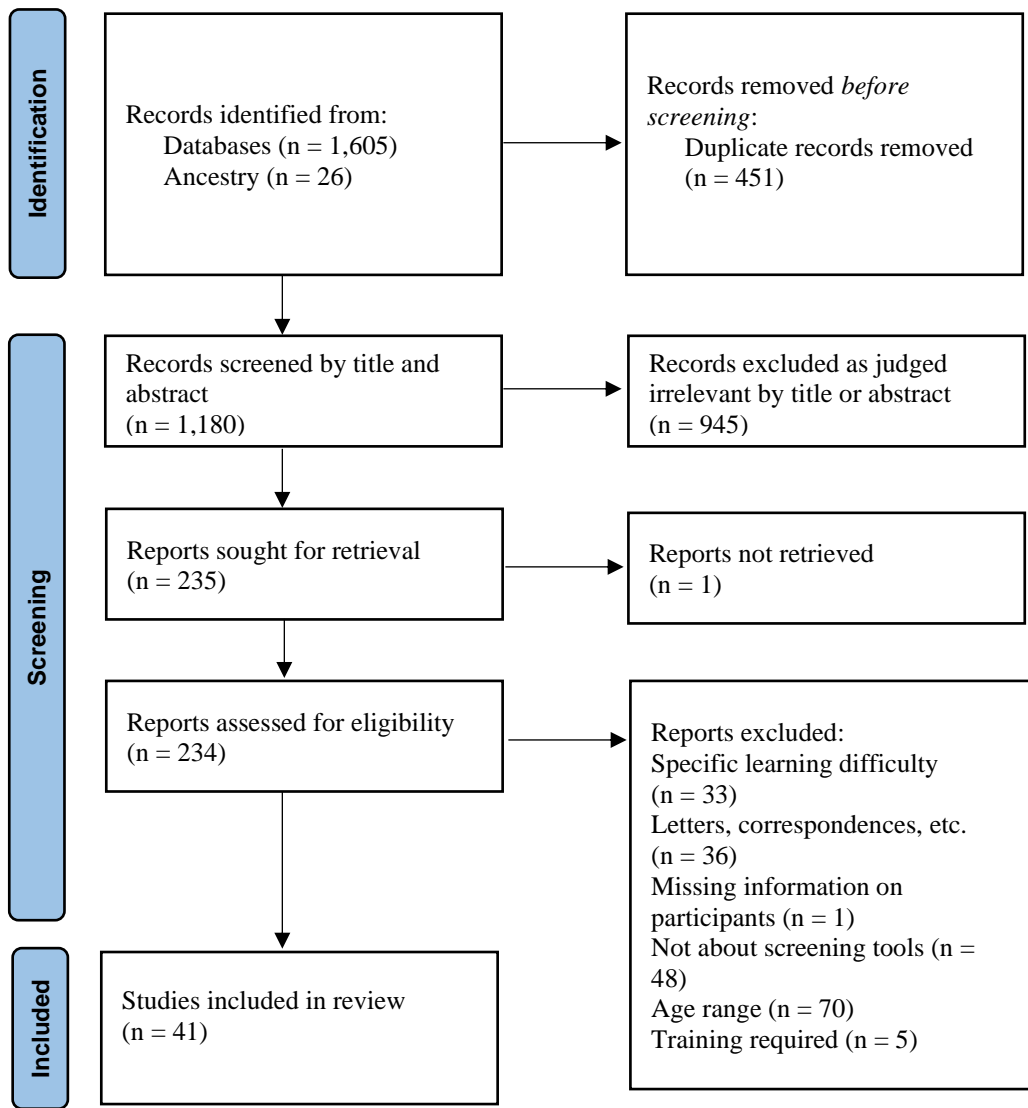 Identification
Records identified from:
Databases (n = 1,605)
Ancestry (n = 26)
Records removed before
screening:
Duplicate records removed
(n = 451)
Screening
Records screened by title and
abstract
(n = 1,180)
Records excluded as judged
irrelevant by title or abstract
(n = 945)
Reports sought for retrieval
(n = 235)
Reports not retrieved
(n = 1)
Reports assessed for eligibility
(n = 234)
Reports excluded:
Specific learning difficulty
(n = 33)
Letters, correspondences, etc.
(n = 36)
Missing information on
participants (n = 1)
Not about screening tools (n =
48)
Age range (n = 70)
Training required (n = 5)
Included
Studies included in review
(n = 41)